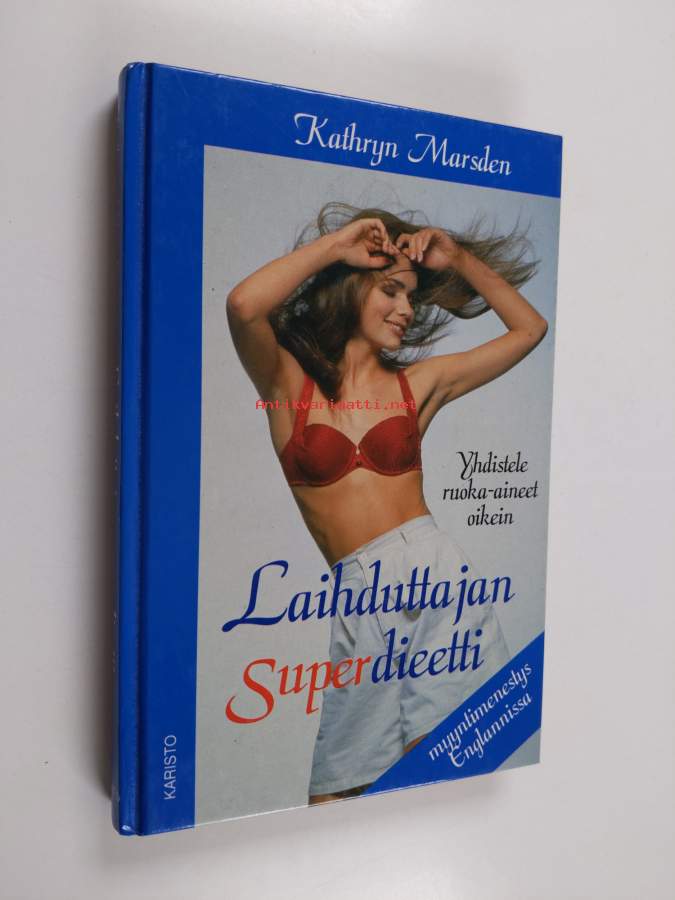 Kathryn Marsden
Antikvariaatti.net
Yhdistele
ruoka-aineet
oikein
Laihduttajan
Superdieetti
myyntimenestys
Englannissa
KARISTO